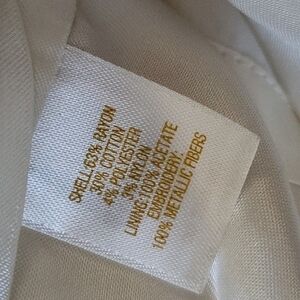 SHELL:63% RAYON
30% COTTON
4% POLYESTER
3% NYLON
LINING:100% ACETATE
EMBROIDERY:
100% METALLIC FIBERS